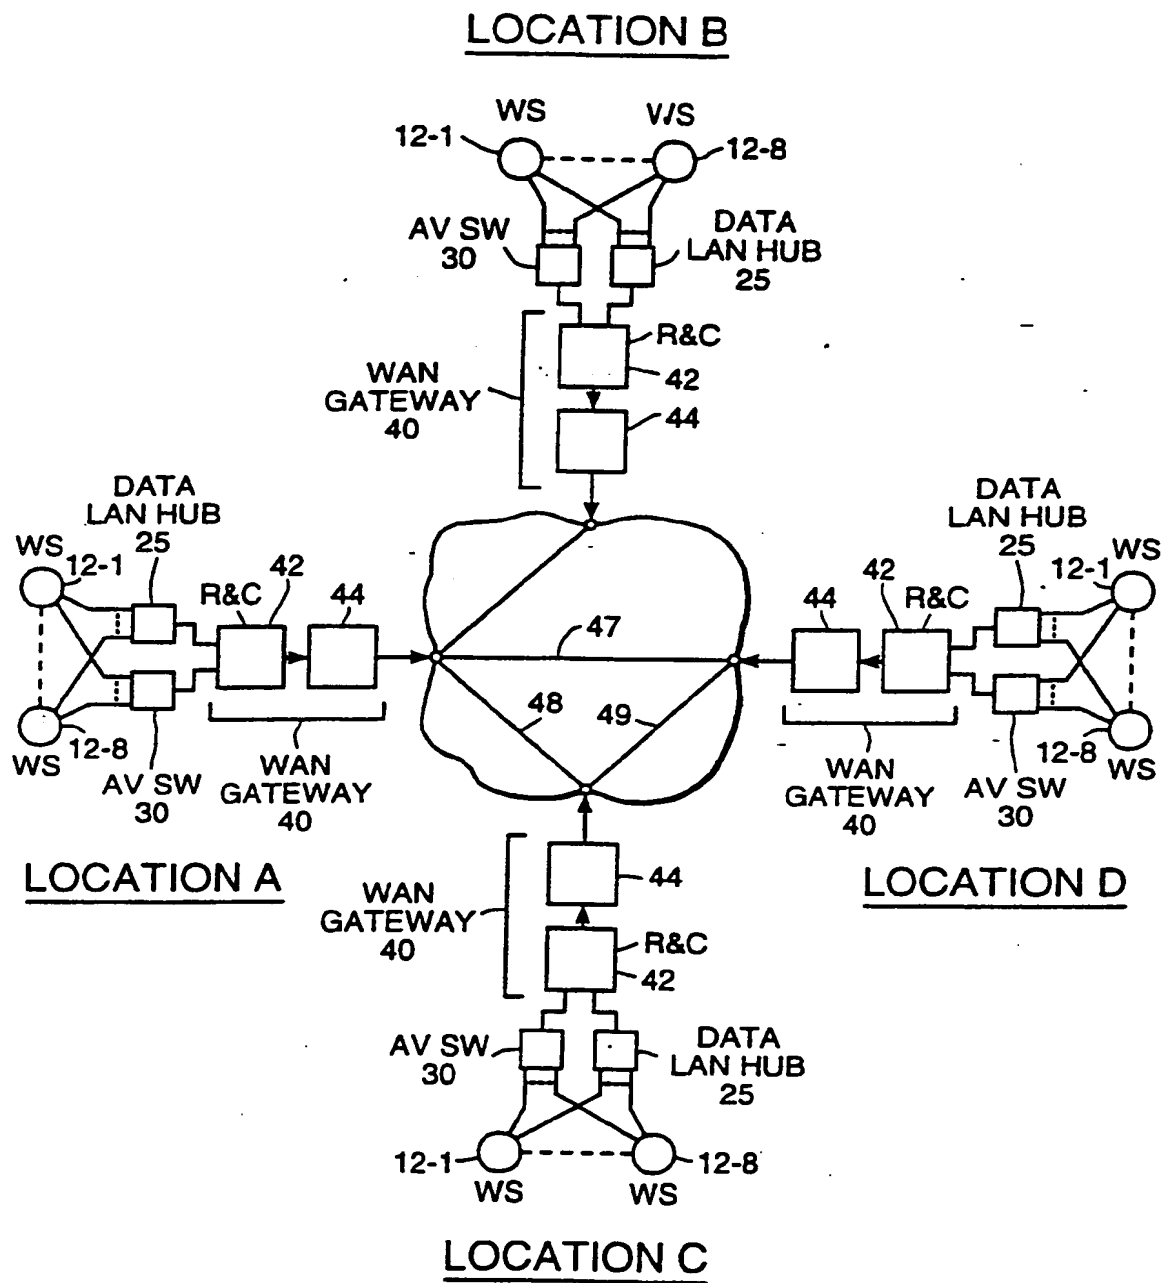 LOCATION B
WS
WS
12-1
12-8
AV SW
30
DATA
LAN HUB
25
R&C
42
WAN
GATEWAY
40
44
DATA
LAN HUB
25
WS
12-1
R&C
42
44
12-8
WS
AV SW
30
WAN
GATEWAY
40
LOCATION A
47
48
49
DATA
LAN HUB
25
WS
12-1
44
42
R&C
12-8
WS
WAN
GATEWAY
40
AV SW
30
LOCATION D
WAN
GATEWAY
40
44
R&C
42
AV SW
30
DATA
LAN HUB
25
12-1
WS
12-8
WS
LOCATION C